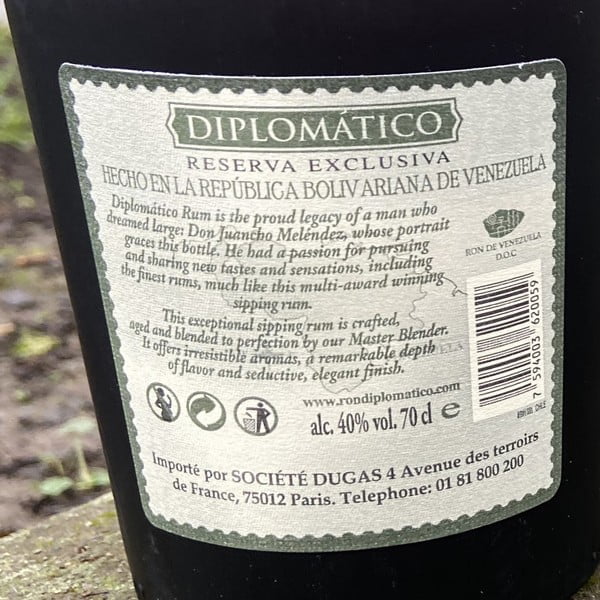 DIPLOMÁTICO
RESERVA EXCLUSIVA
HECHO EN LA REPÚBLICA BOLIVARIANA DE VENEZUELA
Diplomático Rum is the proud legacy of a man who
dreamed large: Don Juancho Meléndez, whose portrait
graces this bottle. He had a passion for pursuing
and sharing new tastes and sensations, including
the finest rums, much like this multi-award winning
sipping rum.
This exceptional sipping rum is crafted,
aged and blended to perfection by our Master Blender.
It offers irresistible aromas, a remarkable depth
of flavor and seductive, elegant finish.
RON DE VENEZUELA
D.O.C
7 594003 620059
www.rondiplomatico.com
alc. 40% vol. 70 cl e
Importé por SOCIÉTÉ DUGAS 4 Avenue des terroirs
de France, 75012 Paris. Telephone: 01 81 800 200